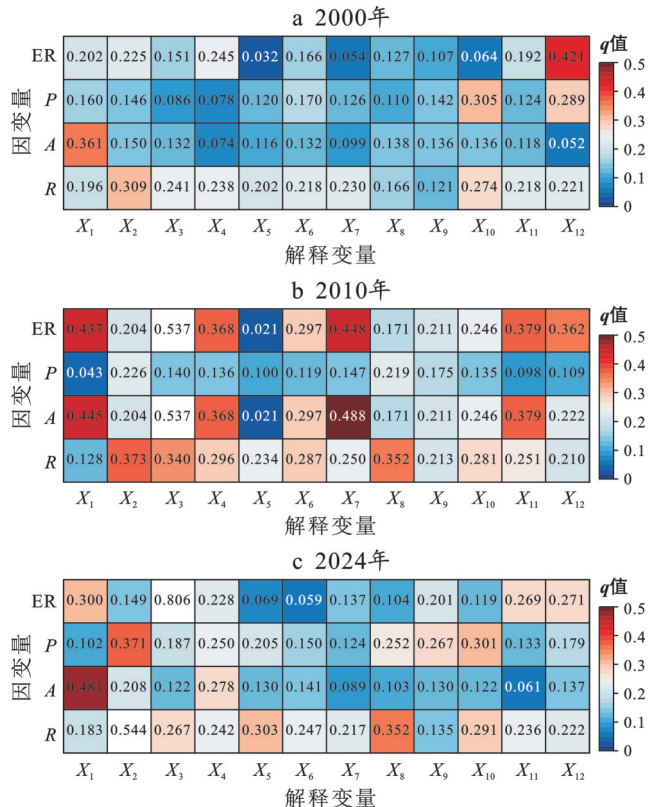 a 2000年
q值
ER 0.202 0.225 0.151 0.245 0.032 0.166 0.054 0.127 0.107 0.064 0.192 0.421
P 0.160 0.146 0.086 0.078 0.120 0.170 0.126 0.110 0.142 0.305 0.124 0.289
A 0.361 0.150 0.132 0.074 0.116 0.132 0.099 0.138 0.136 0.136 0.118 0.052
R 0.196 0.309 0.241 0.238 0.202 0.218 0.230 0.166 0.121 0.274 0.218 0.221
因变量
0.5
0.4
0.3
0.2
0.1
0
X₁ X₂ X₃ X₄ X₅ X₆ X₇ X₈ X₉ X₁₀ X₁₁ X₁₂
解释变量
b 2010年
q值
ER 0.437 0.204 0.537 0.368 0.021 0.297 0.448 0.171 0.211 0.246 0.379 0.362
P 0.043 0.226 0.140 0.136 0.100 0.119 0.147 0.219 0.175 0.135 0.098 0.109
A 0.445 0.204 0.537 0.368 0.021 0.297 0.488 0.171 0.211 0.246 0.379 0.222
R 0.128 0.373 0.340 0.296 0.234 0.287 0.250 0.352 0.213 0.281 0.251 0.210
因变量
0.5
0.4
0.3
0.2
0.1
0
X₁ X₂ X₃ X₄ X₅ X₆ X₇ X₈ X₉ X₁₀ X₁₁ X₁₂
解释变量
c 2024年
q值
ER 0.300 0.149 0.806 0.228 0.069 0.059 0.137 0.104 0.201 0.119 0.269 0.271
P 0.102 0.371 0.187 0.250 0.205 0.150 0.124 0.252 0.267 0.301 0.133 0.179
A 0.481 0.208 0.122 0.278 0.130 0.141 0.089 0.103 0.130 0.122 0.061 0.137
R 0.183 0.544 0.267 0.242 0.303 0.247 0.217 0.352 0.135 0.291 0.236 0.222
因变量
0.5
0.4
0.3
0.2
0.1
0
X₁ X₂ X₃ X₄ X₅ X₆ X₇ X₈ X₉ X₁₀ X₁₁ X₁₂
解释变量